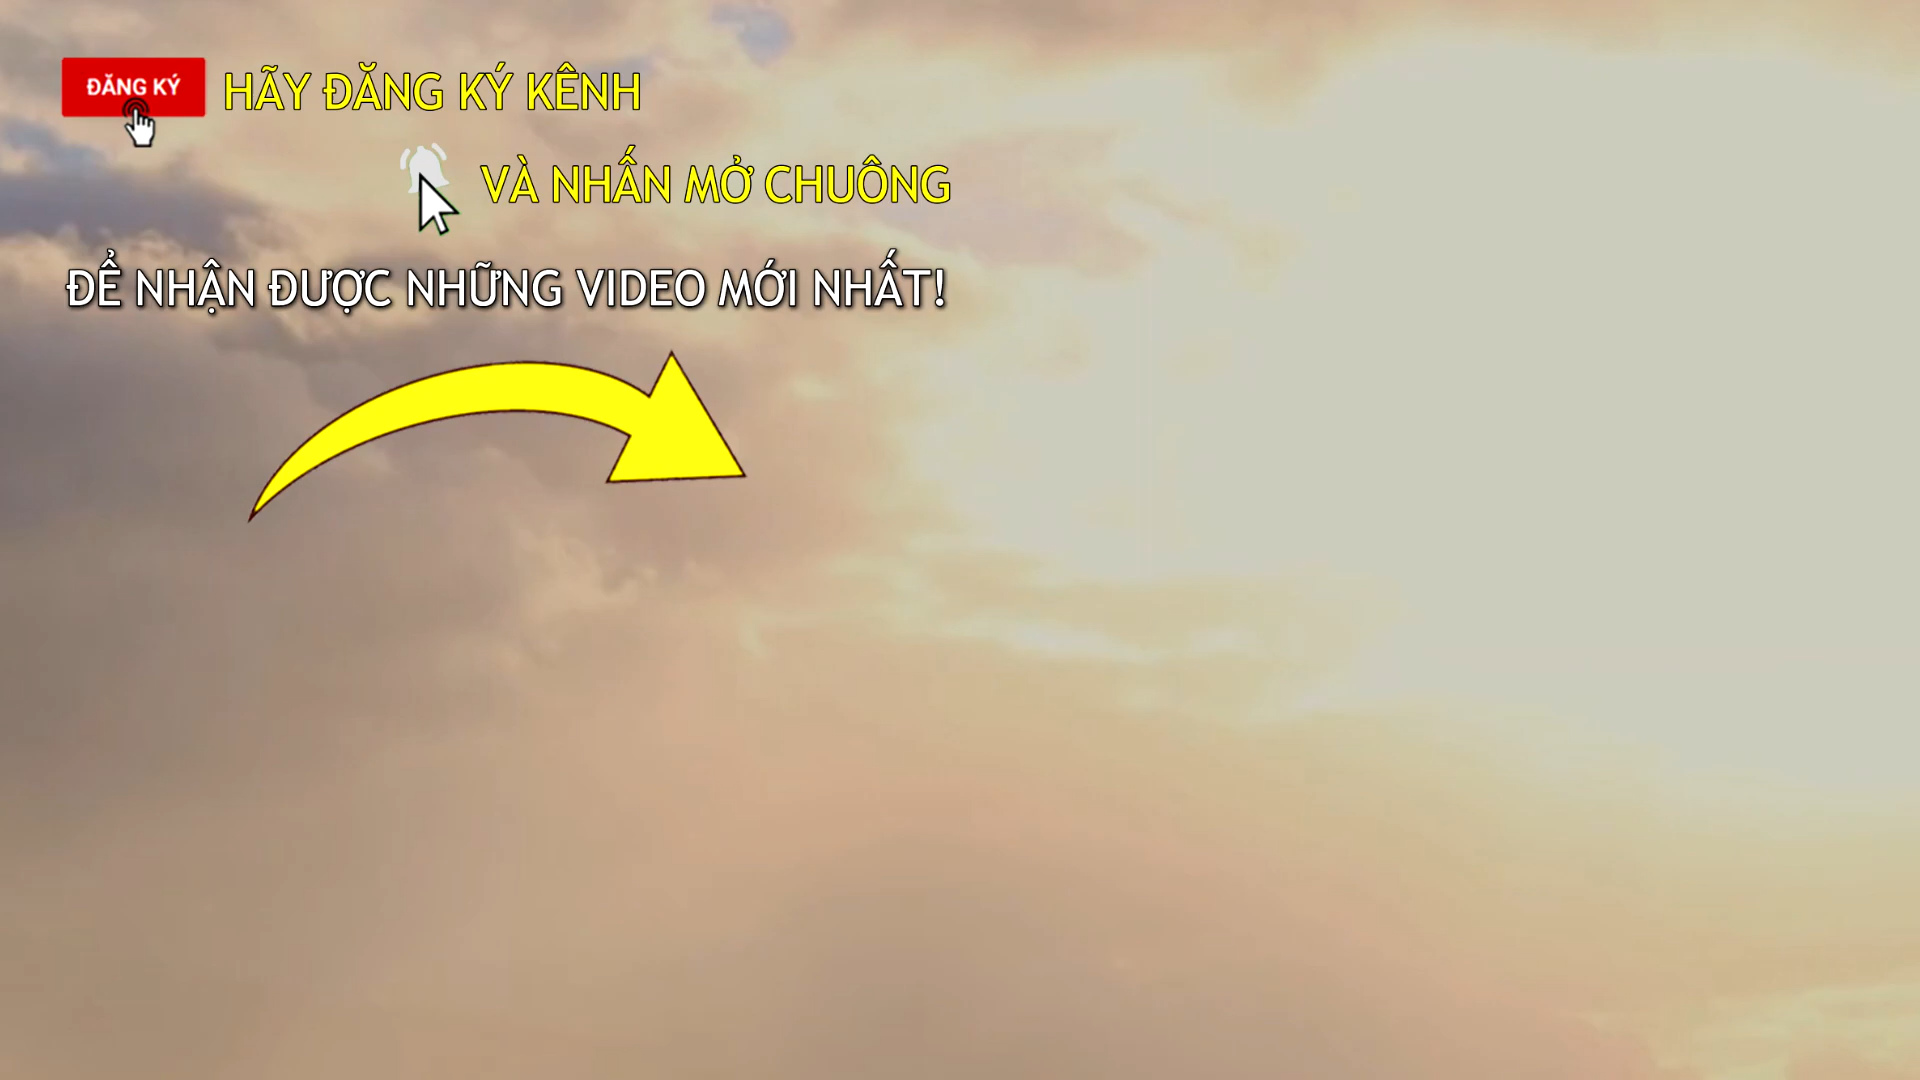 ĐĂNG KÝ HÃY ĐĂNG KÝ KÊNH
VÀ NHẤN MỞ CHUÔNG
ĐỂ NHẬN ĐƯỢC NHỮNG VIDEO MỚI NHẤT!